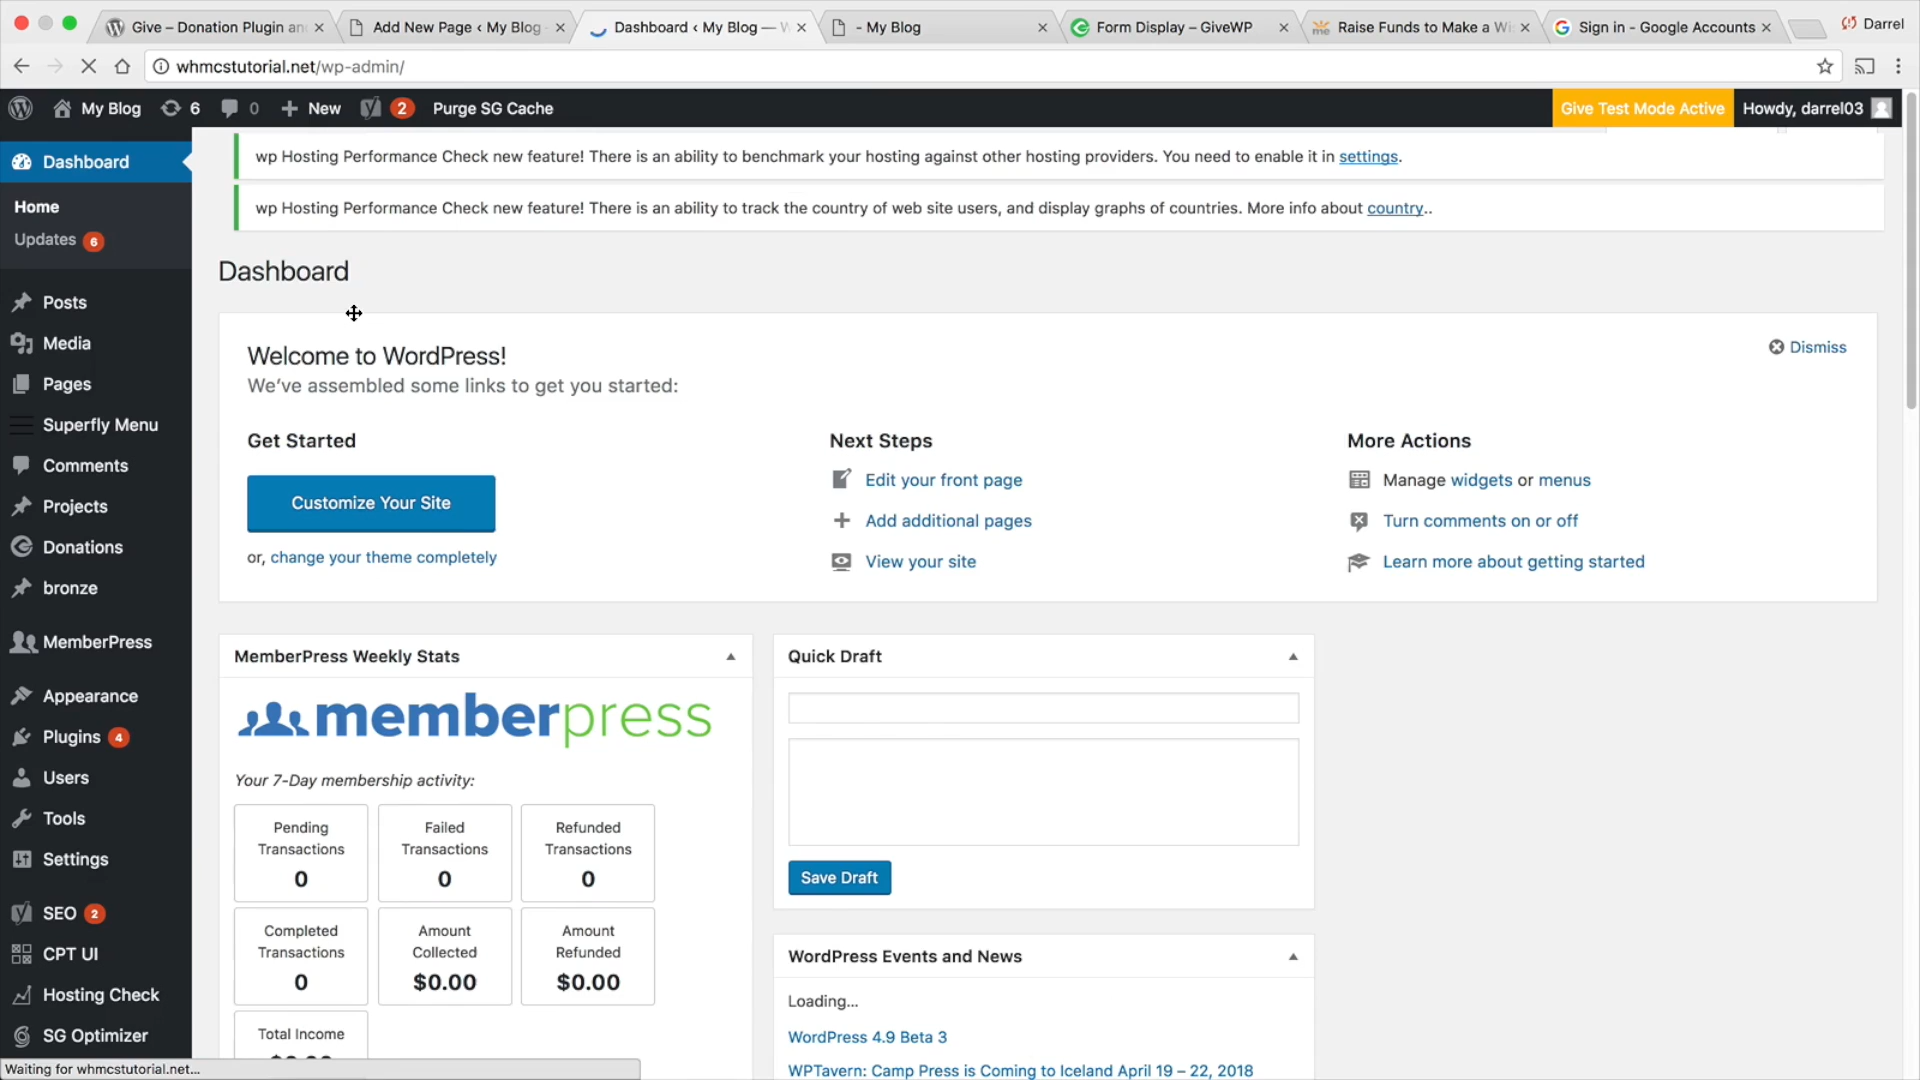 Give – Donation Plugin an
Add New Page ‹ My Blog
Dashboard ‹ My Blog — W
- My Blog
Form Display – GiveWP
Raise Funds to Make a Wi
Sign in - Google Accounts
Darrel
whmcstutorial.net/wp-admin/
My Blog
6
0
New
2
Purge SG Cache
Give Test Mode Active
Howdy, darrel03
Dashboard
Home
Updates 6
Posts
Media
Pages
Superfly Menu
Comments
Projects
Donations
bronze
MemberPress
Appearance
Plugins 4
Users
Tools
Settings
SEO 2
CPT UI
Hosting Check
SG Optimizer
wp Hosting Performance Check new feature! There is an ability to benchmark your hosting against other hosting providers. You need to enable it in settings.
wp Hosting Performance Check new feature! There is an ability to track the country of web site users, and display graphs of countries. More info about country..
Dashboard
Welcome to WordPress!
We've assembled some links to get you started:
Dismiss
Get Started
Customize Your Site
or, change your theme completely
Next Steps
Edit your front page
Add additional pages
View your site
More Actions
Manage widgets or menus
Turn comments on or off
Learn more about getting started
MemberPress Weekly Stats
memberpress
Your 7-Day membership activity:
Pending
Transactions
0
Failed
Transactions
0
Refunded
Transactions
0
Completed
Transactions
0
Amount
Collected
$0.00
Amount
Refunded
$0.00
Total Income
Quick Draft
Save Draft
WordPress Events and News
Loading...
WordPress 4.9 Beta 3
WPTavern: Camp Press is Coming to Iceland April 19 – 22, 2018
Waiting for whmcstutorial.net...